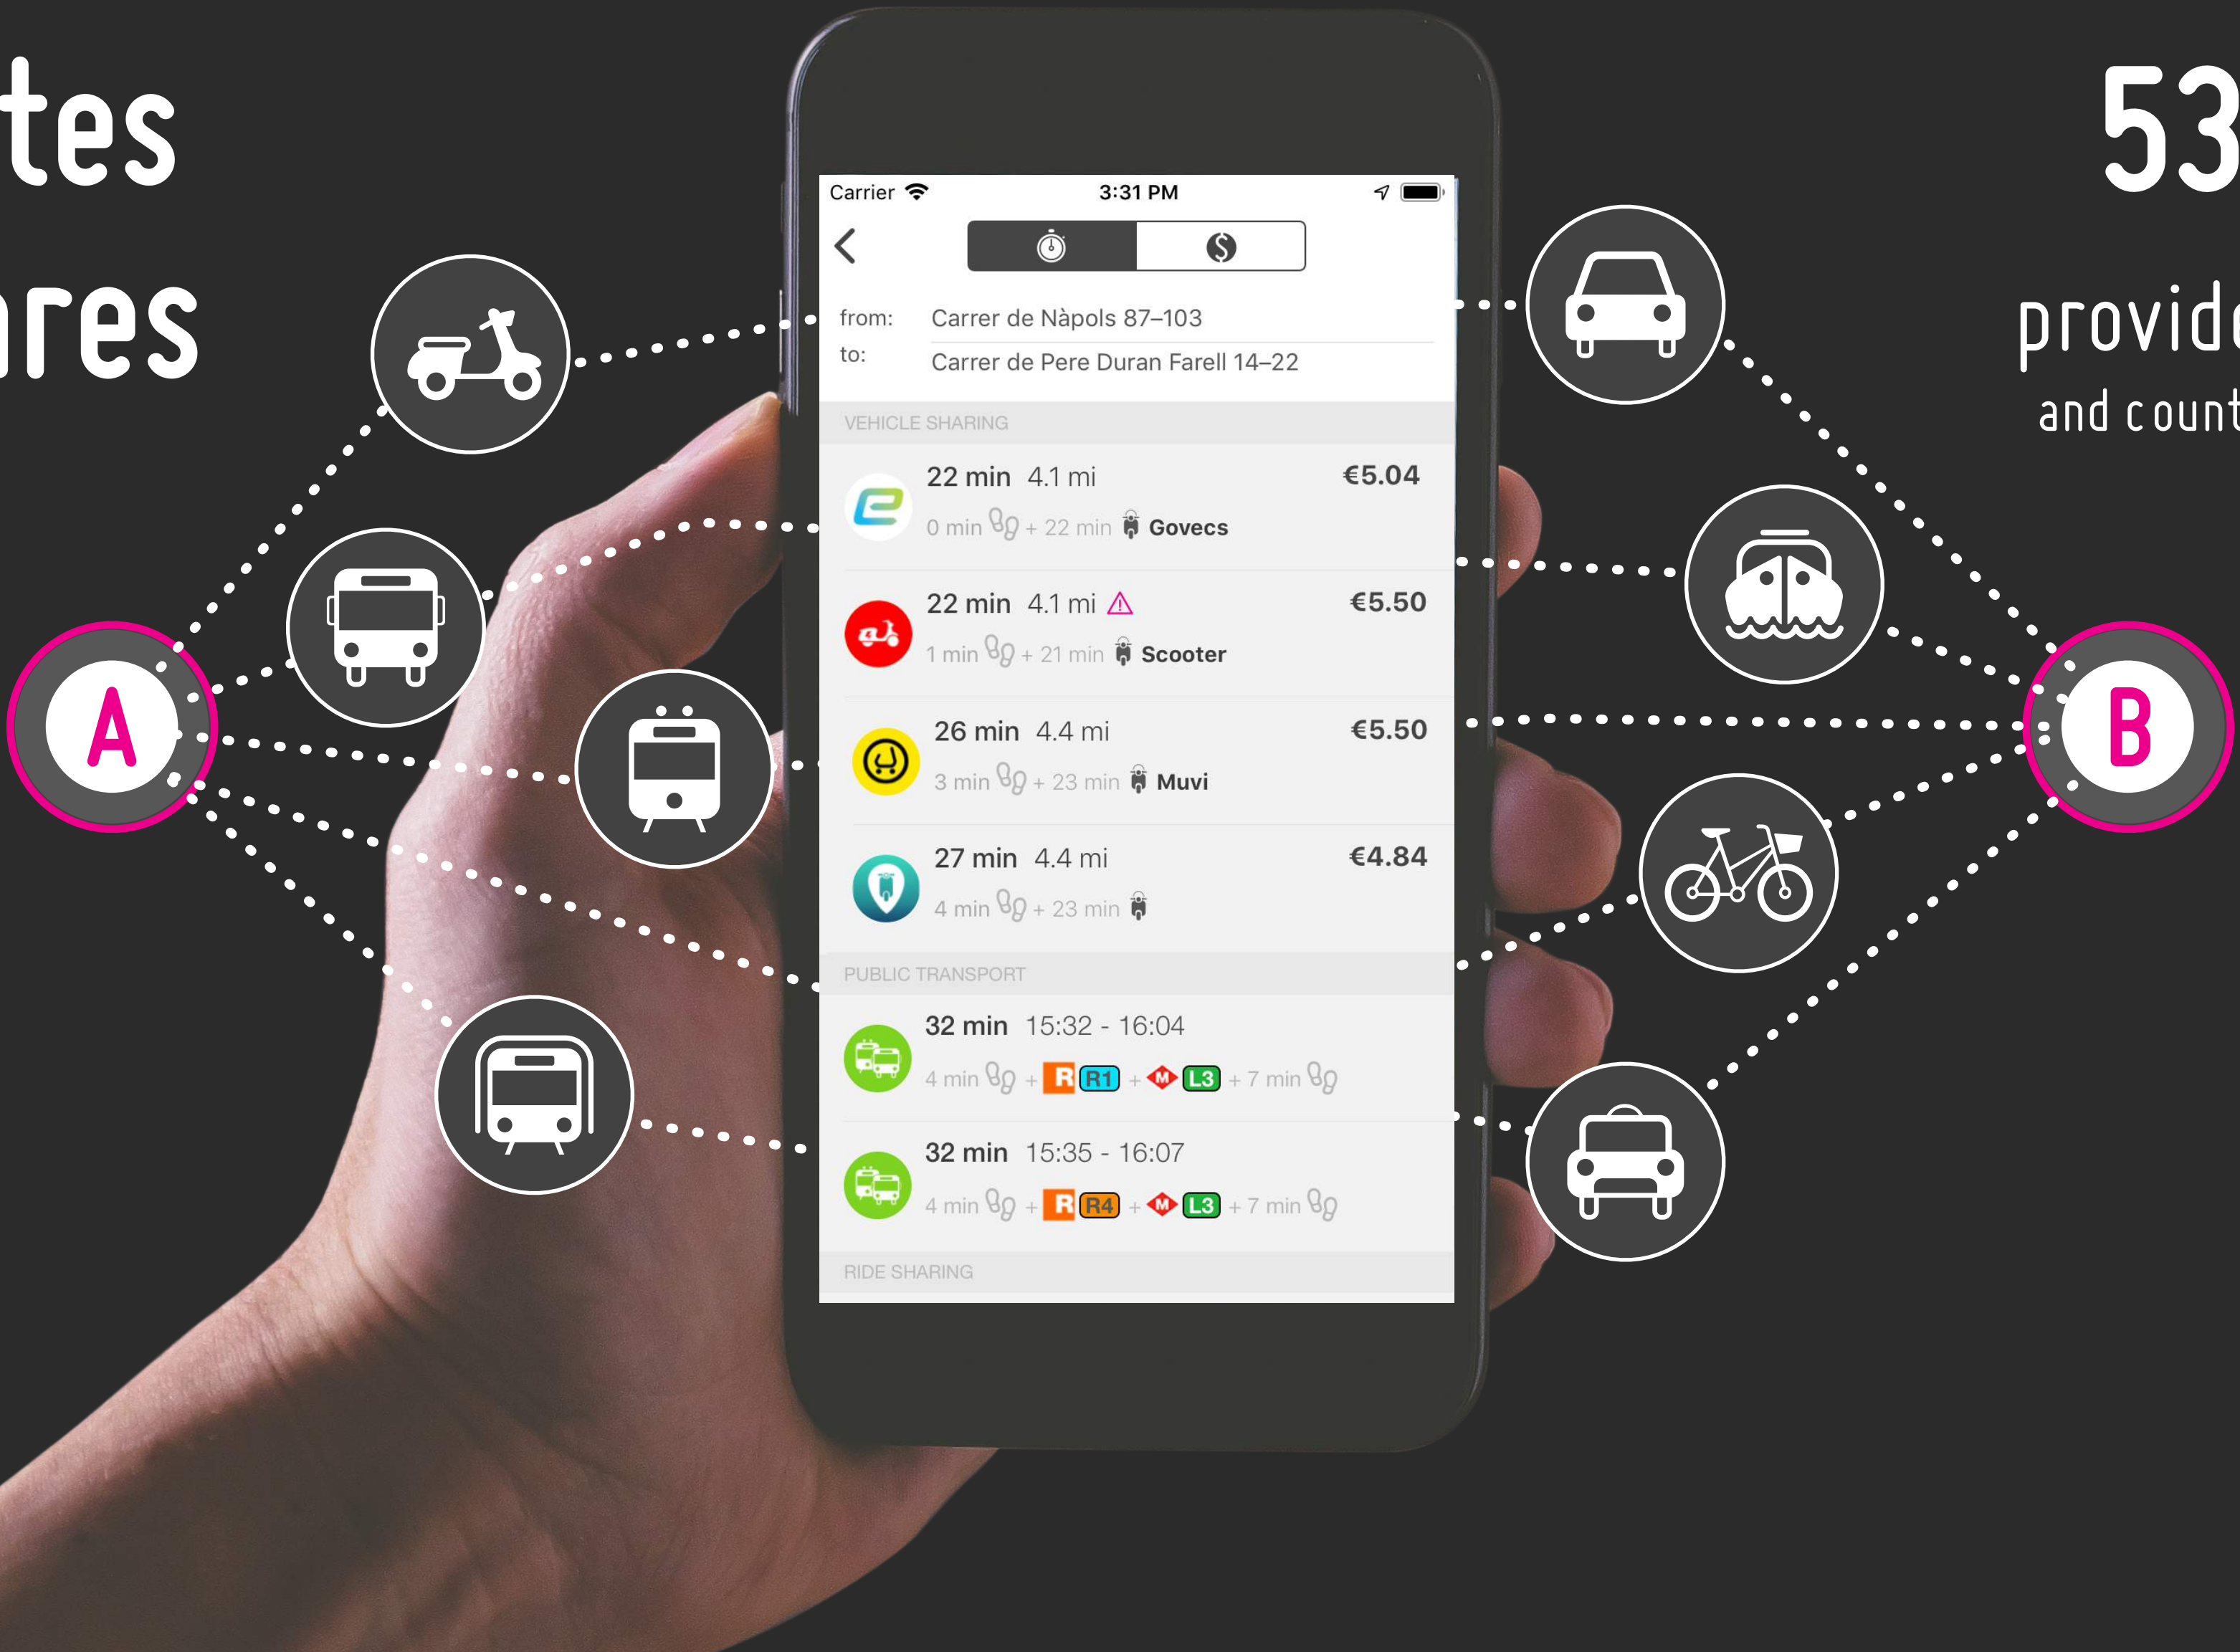 tes
ares
53
provide
and count
A
B
Carrier 3:31 PM
from: Carrer de Nàpols 87–103
to: Carrer de Pere Duran Farell 14–22
VEHICLE SHARING
22 min 4.1 mi €5.04
0 min + 22 min Govecs
22 min 4.1 mi €5.50
1 min + 21 min Scooter
26 min 4.4 mi €5.50
3 min + 23 min Muvi
27 min 4.4 mi €4.84
4 min + 23 min
PUBLIC TRANSPORT
32 min 15:32 - 16:04
4 min + R R1 + M L3 + 7 min
32 min 15:35 - 16:07
4 min + R R4 + M L3 + 7 min
RIDE SHARING